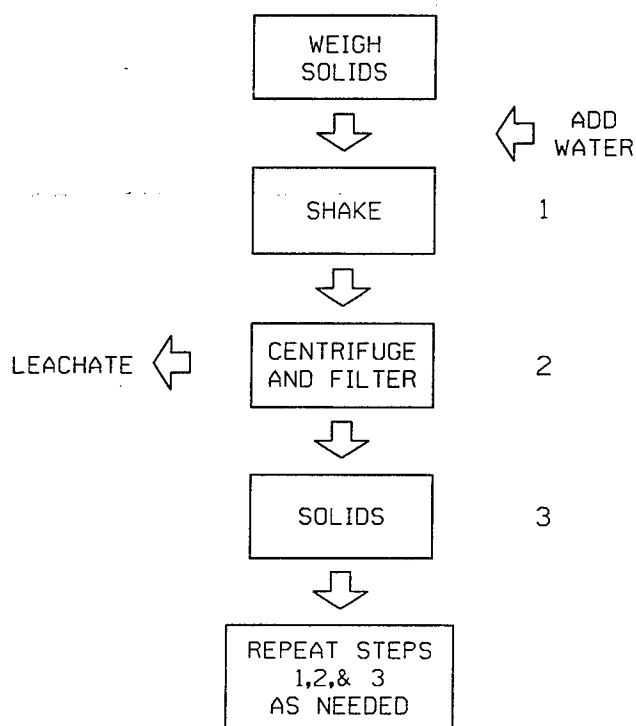 WEIGH
SOLIDS
ADD
WATER
SHAKE
1
LEACHATE
CENTRIFUGE
AND FILTER
2
SOLIDS
3
REPEAT STEPS
1,2,& 3
AS NEEDED